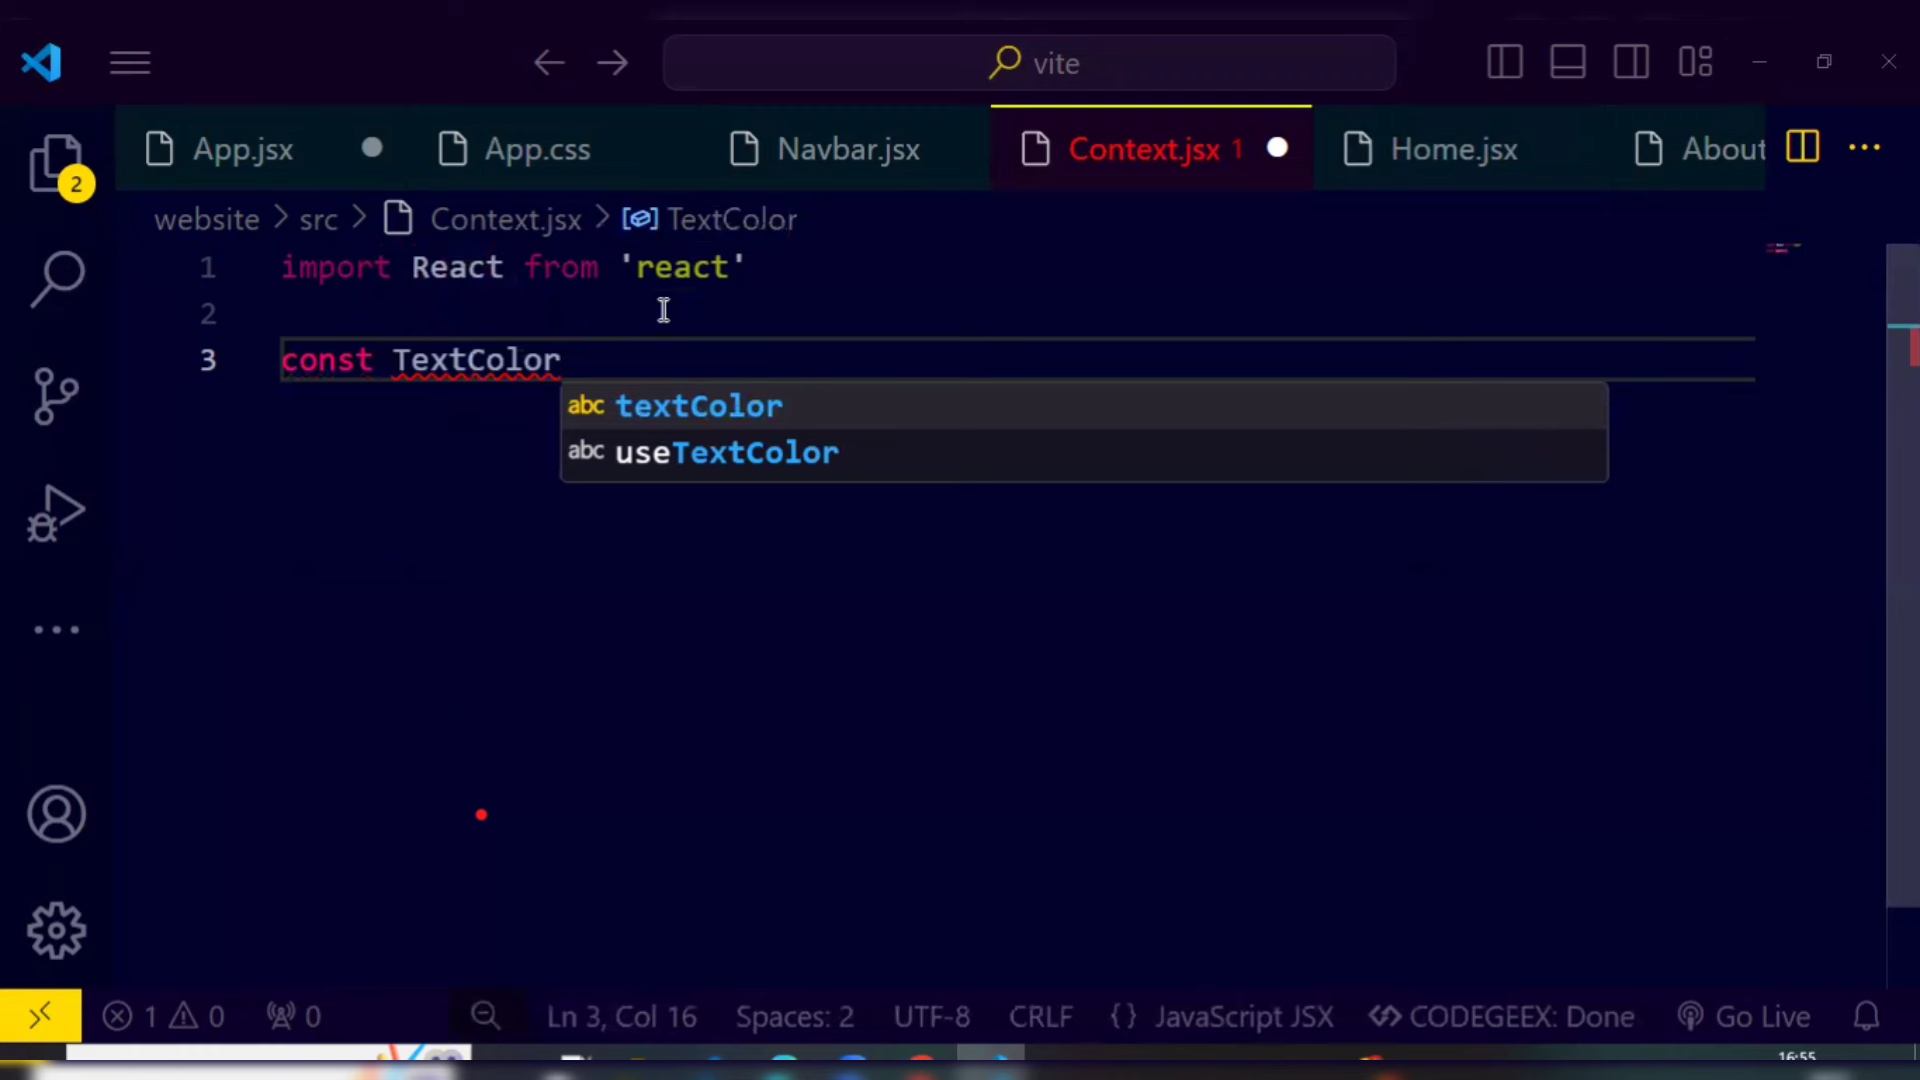 vite
App.jsx App.css Navbar.jsx Context.jsx 1 Home.jsx About
2
website > src > Context.jsx > TextColor
1 import React from 'react'
2
3 const TextColor
abc textColor
abc useTextColor
1 0 0 Ln 3, Col 16 Spaces: 2 UTF-8 CRLF {} JavaScript JSX CODEGEEX: Done Go Live
16:55